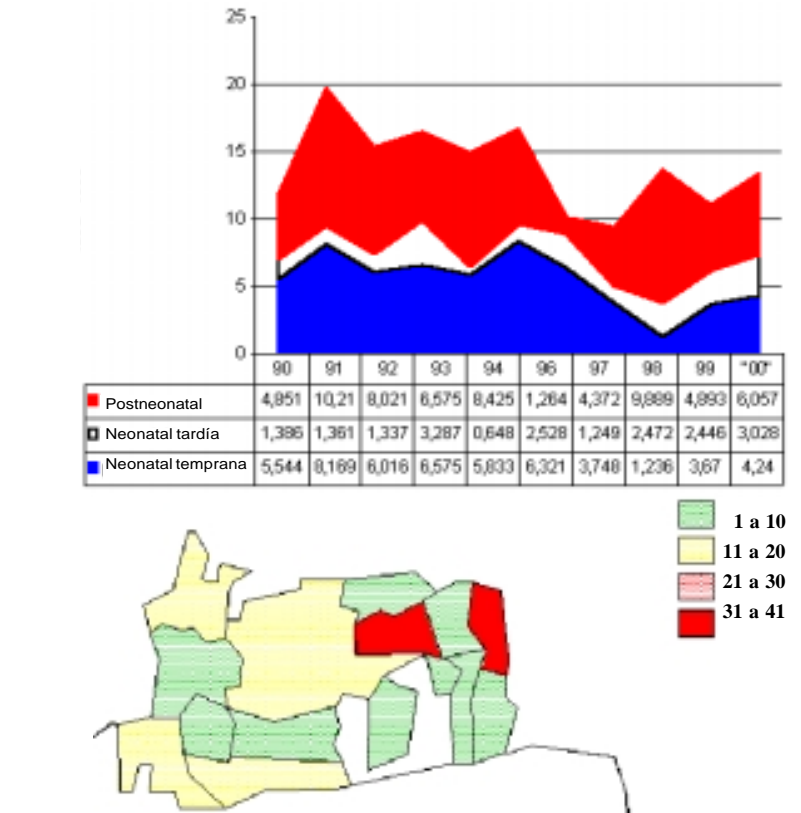 25
20
15
10
5
0
90 91 92 93 94 96 97 98 99 "00"
Postneonatal 4,851 10,21 8,021 6,575 8,425 1,264 4,372 9,889 4,893 6,057
Neonatal tardía 1,386 1,361 1,337 3,287 0,648 2,528 1,249 2,472 2,446 3,028
Neonatal temprana 5,544 8,169 6,016 6,575 5,833 6,321 3,748 1,236 3,67 4,24
1 a 10
11 a 20
21 a 30
31 a 41